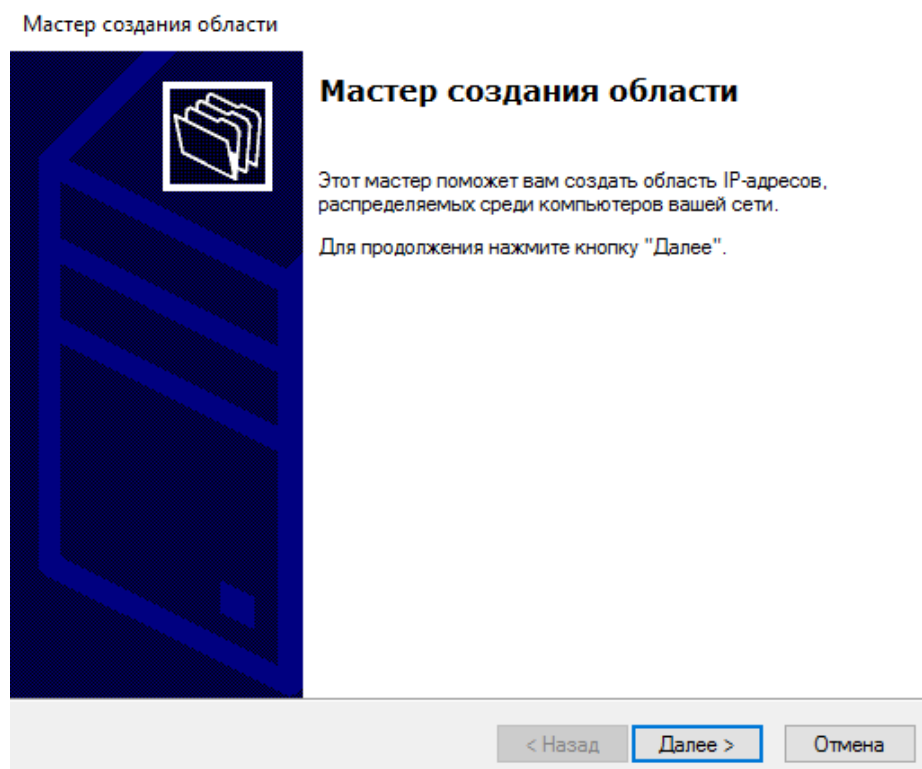 Мастер создания области
Мастер создания области
Этот мастер поможет вам создать область IP-адресов,
распределяемых среди компьютеров вашей сети.
Для продолжения нажмите кнопку "Далее".
< Назад
Далее >
Отмена